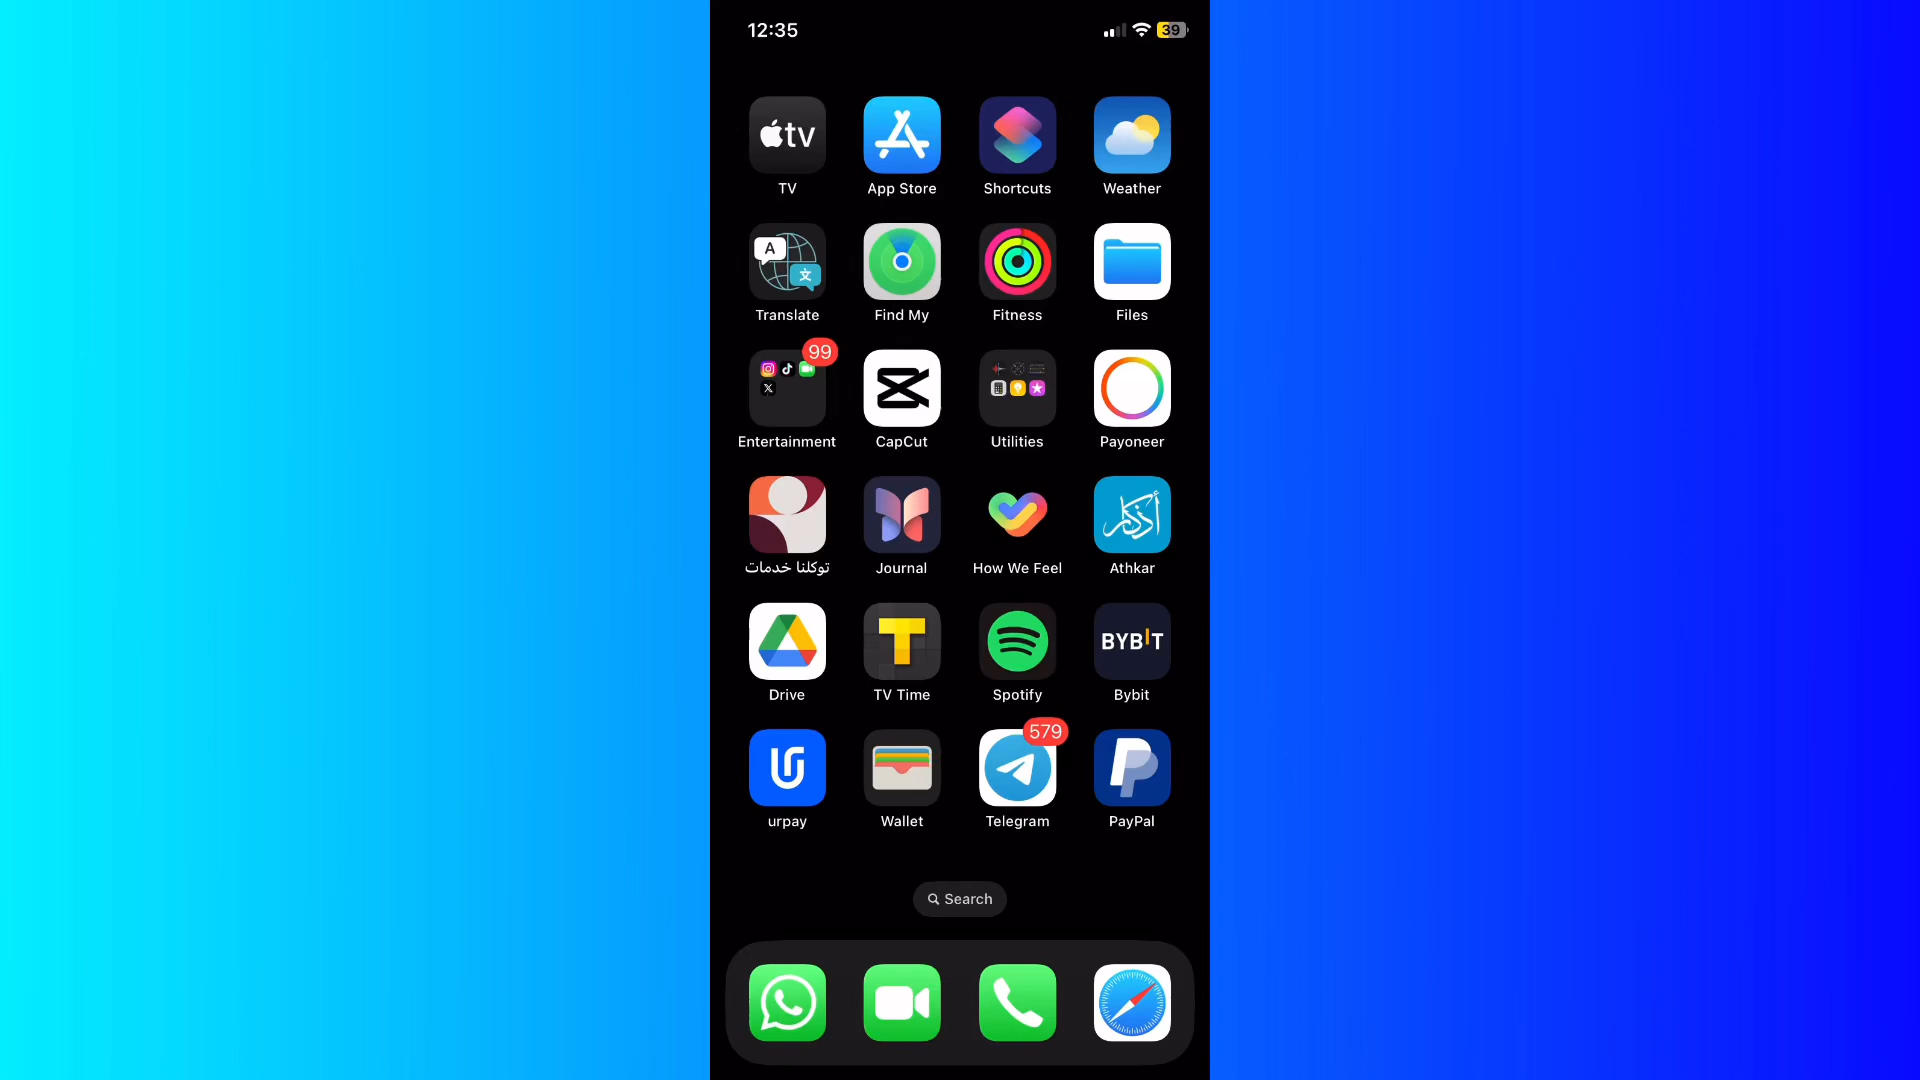 12:35
39
tv
TV
App Store
Shortcuts
Weather
A
文
Translate
Find My
Fitness
Files
99
Entertainment
CapCut
Utilities
Payoneer
أذكار
توكلنا خدمات
Journal
How We Feel
Athkar
T
BYBIT
Drive
TV Time
Spotify
Bybit
579
urpay
Wallet
Telegram
PayPal
Search